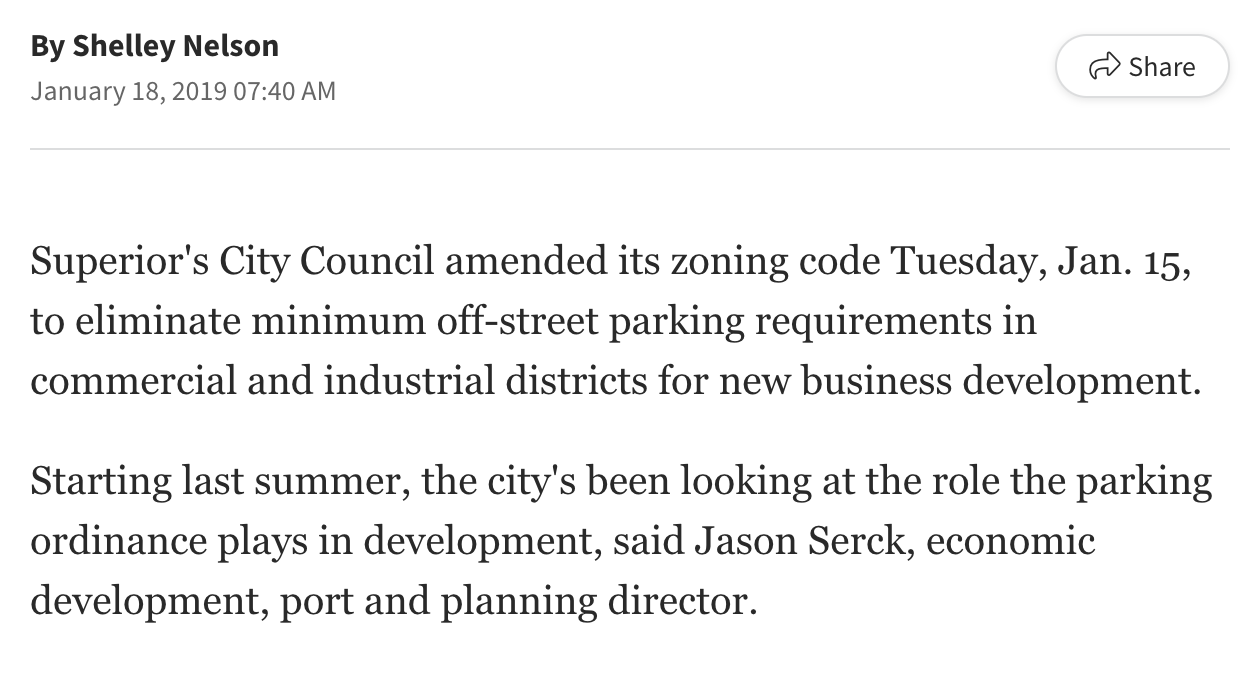 By Shelley Nelson
January 18, 2019 07:40 AM
Share
Superior's City Council amended its zoning code Tuesday, Jan. 15,
to eliminate minimum off-street parking requirements in
commercial and industrial districts for new business development.
Starting last summer, the city's been looking at the role the parking
ordinance plays in development, said Jason Serck, economic
development, port and planning director.